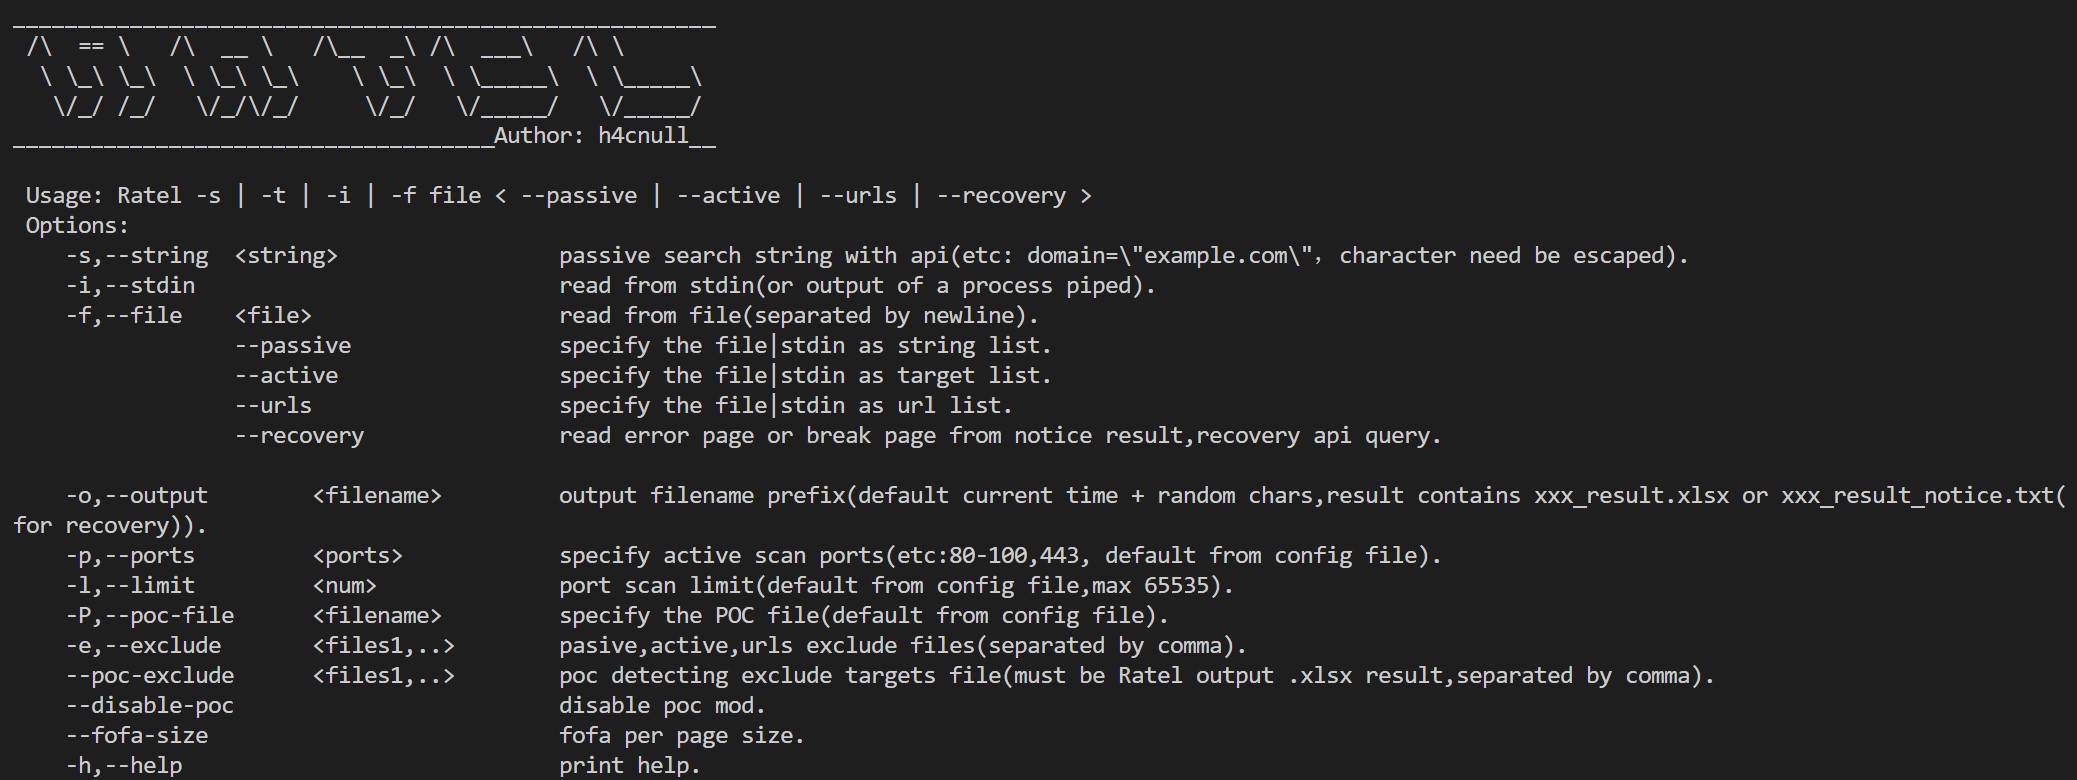 ______________________________________________________
 /\  == \   /\  __ \   /\__  _\ /\  ___\   /\ \
  \ \_\ \_\  \ \_\ \_\    \ \_\  \ \_____\  \ \_____\
   \/_/ /_/   \/_/\/_/     \/_/   \/_____/   \/_____/
_____________________________________Author: h4cnull__

 Usage: Ratel -s | -t | -i | -f file < --passive | --active | --urls | --recovery >
 Options:
    -s,--string  <string>                 passive search string with api(etc: domain=\"example.com\", character need be escaped).
    -i,--stdin                            read from stdin(or output of a process piped).
    -f,--file    <file>                   read from file(separated by newline).
                 --passive                specify the file|stdin as string list.
                 --active                 specify the file|stdin as target list.
                 --urls                   specify the file|stdin as url list.
                 --recovery               read error page or break page from notice result,recovery api query.

    -o,--output        <filename>         output filename prefix(default current time + random chars,result contains xxx_result.xlsx or xxx_result_notice.txt(
for recovery)).
    -p,--ports         <ports>            specify active scan ports(etc:80-100,443, default from config file).
    -l,--limit         <num>              port scan limit(default from config file,max 65535).
    -P,--poc-file      <filename>         specify the POC file(default from config file).
    -e,--exclude       <files1,..>        pasive,active,urls exclude files(separated by comma).
    --poc-exclude      <files1,..>        poc detecting exclude targets file(must be Ratel output .xlsx result,separated by comma).
    --disable-poc                         disable poc mod.
    --fofa-size                           fofa per page size.
    -h,--help                             print help.